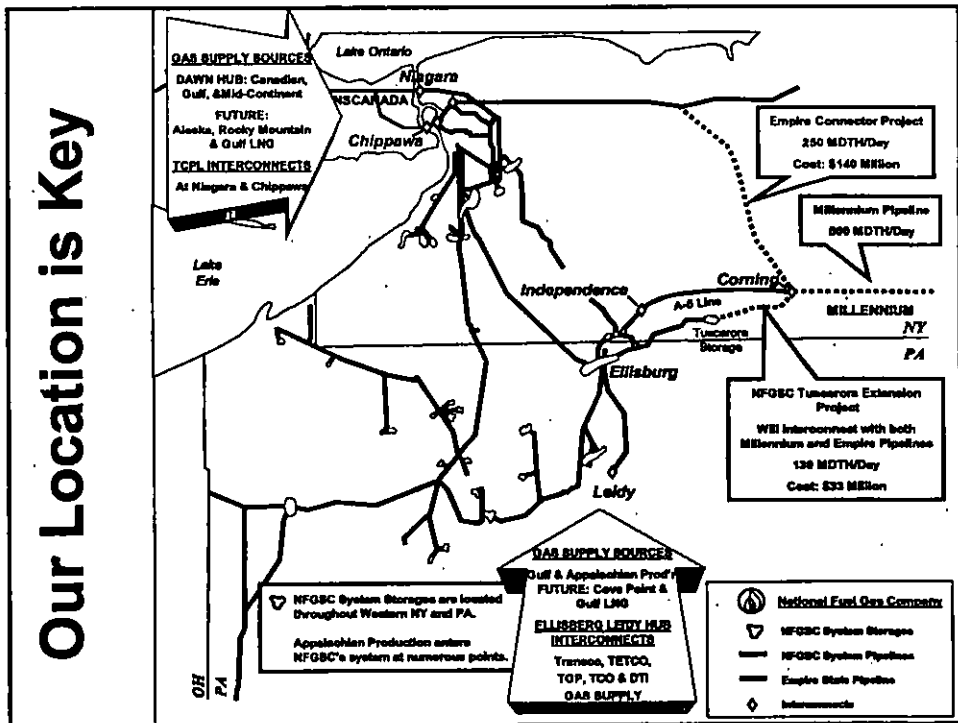 Our Location is Key
GAS SUPPLY SOURCES
DAWN HUB: Canadian,
Gulf, &Mid-Continent
FUTURE:
Alaska, Rocky Mountain
& Gulf LNG
TCPL INTERCONNECTS
At Niagara & Chippawa
Lake Ontario
Niagara
NSCANADA
Chippawa
Lake
Erie
Empire Connector Project
250 MDTH/Day
Cost: $140 Million
Millennium Pipeline
MDTH/Day
Corning
Independence
A-5 Line
MILLENNIUM
Tuscarora
Storage
NY
PA
Ellisburg
NFGSC Tuscarora Extension
Project
Will interconnect with both
Millennium and Empire Pipelines
130 MDTH/Day
Cost: $33 Million
Leidy
GAS SUPPLY SOURCES
Gulf & Appalachian Prod'n
FUTURE: Cove Point &
Gulf LNG
ELLISBERG LEIDY HUB
INTERCONNECTS
Transco, TETCO,
TGP, TCO & DTI
GAS SUPPLY
NFGSC System Storages are located
throughout Western NY and PA.
Appalachian Production enters
NFGSC's system at numerous points.
OH
PA
National Fuel Gas Company
NFGSC System Storages
NFGSC System Pipelines
Empire State Pipeline
Interconnects